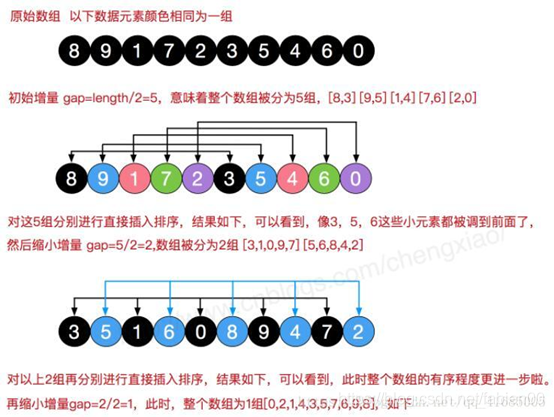 原始数组 以下数据元素颜色相同为一组
8 9 1 7 2 3 5 4 6 0
初始增量 gap=length/2=5，意味着整个数组被分为5组，[8,3][9,5][1,4][7,6][2,0]
8 9 1 7 2 3 5 4 6 0
对这5组分别进行直接插入排序，结果如下，可以看到，像3，5，6这些小元素都被调到前面了，
然后缩小增量 gap=5/2=2,数组被分为2组 [3,1,0,9,7][5,6,8,4,2]
3 5 1 6 0 8 9 4 7 2
对以上2组再分别进行直接插入排序，结果如下，可以看到，此时整个数组的有序程度更进一步啦。
再缩小增量gap=2/2=1，此时，整个数组为1组[0,2,1,4,3,5,7,6,9,8]，如下